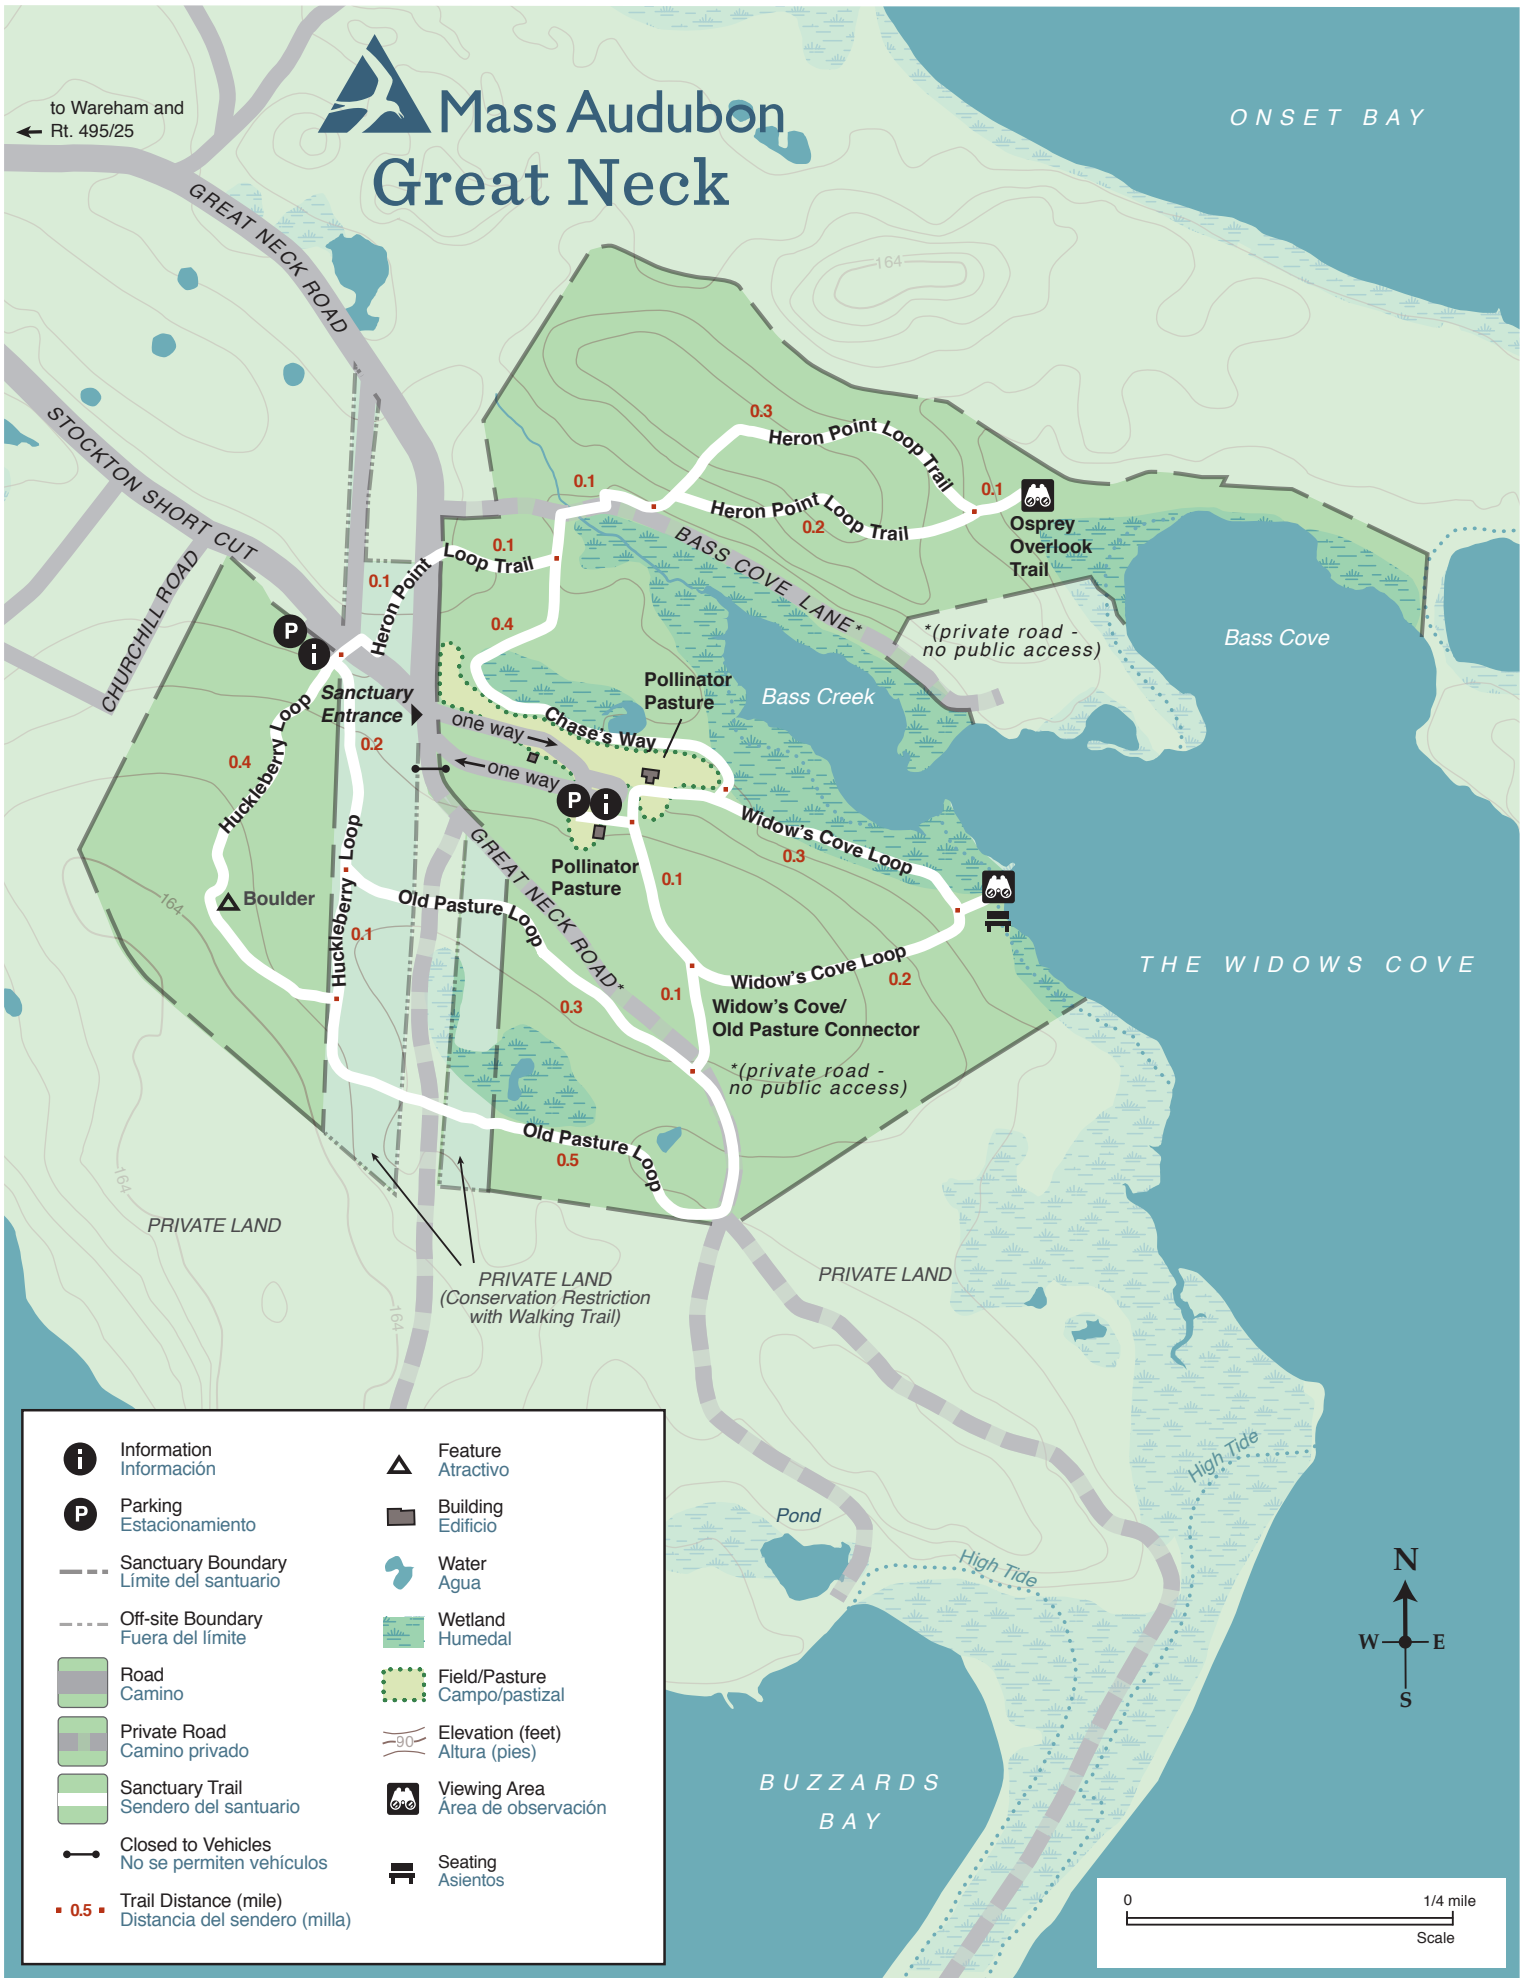 to Wareham and
Rt. 495/25
Mass Audubon
Great Neck
ONSET BAY
GREAT NECK ROAD
164
STOCKTON SHORT CUT
CHURCHILL ROAD
0.3
Heron Point Loop Trail
0.1
0.1
Heron Point Loop Trail
0.2
Osprey
Overlook
Trail
BASS COVE LANE*
0.1
Heron Point
Loop Trail
0.1
0.4
*(private road -
no public access)
Bass Cove
P
i
Sanctuary
Entrance
Pollinator
Pasture
Bass Creek
one way
Chase's Way
one way
P
i
Huckleberry Loop
0.4
0.2
Huckleberry Loop
0.1
Boulder
164
Old Pasture Loop
GREAT NECK ROAD*
Pollinator
Pasture
Widow's Cove Loop
0.3
0.1
THE WIDOWS COVE
Widow's Cove Loop
0.2
0.1
0.3
Widow's Cove/
Old Pasture Connector
*(private road -
no public access)
Old Pasture Loop
0.5
164
PRIVATE LAND
PRIVATE LAND
(Conservation Restriction
with Walking Trail)
PRIVATE LAND
164
High Tide
Pond
High Tide
BUZZARDS
BAY
N
W
E
S
i
Information
Información
P
Parking
Estacionamiento
Sanctuary Boundary
Límite del santuario
Off-site Boundary
Fuera del límite
Road
Camino
Private Road
Camino privado
Sanctuary Trail
Sendero del santuario
Closed to Vehicles
No se permiten vehículos
0.5
Trail Distance (mile)
Distancia del sendero (milla)
Feature
Atractivo
Building
Edificio
Water
Agua
Wetland
Humedal
Field/Pasture
Campo/pastizal
90
Elevation (feet)
Altura (pies)
Viewing Area
Área de observación
Seating
Asientos
0
1/4 mile
Scale